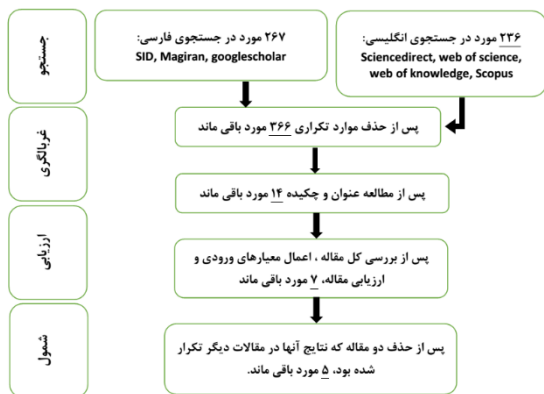 جستجو
۲۶۷ مورد در جستجوی فارسی:
SID, Magiran, googlescholar
۲۳۶ مورد در جستجوی انگلیسی:
Sciencedirect, web of science,
web of knowledge, Scopus
غربالگری
پس از حذف موارد تکراری ۳۶۶ مورد باقی ماند
پس از مطالعه عنوان و چکیده ۱۴ مورد باقی ماند
ارزیابی
پس از بررسی کل مقاله ، اعمال معیارهای ورودی و
ارزیابی مقاله، ۷ مورد باقی ماند
شمول
پس از حذف دو مقاله که نتایج آنها در مقالات دیگر تکرار
شده بود، ۵ مورد باقی ماند.